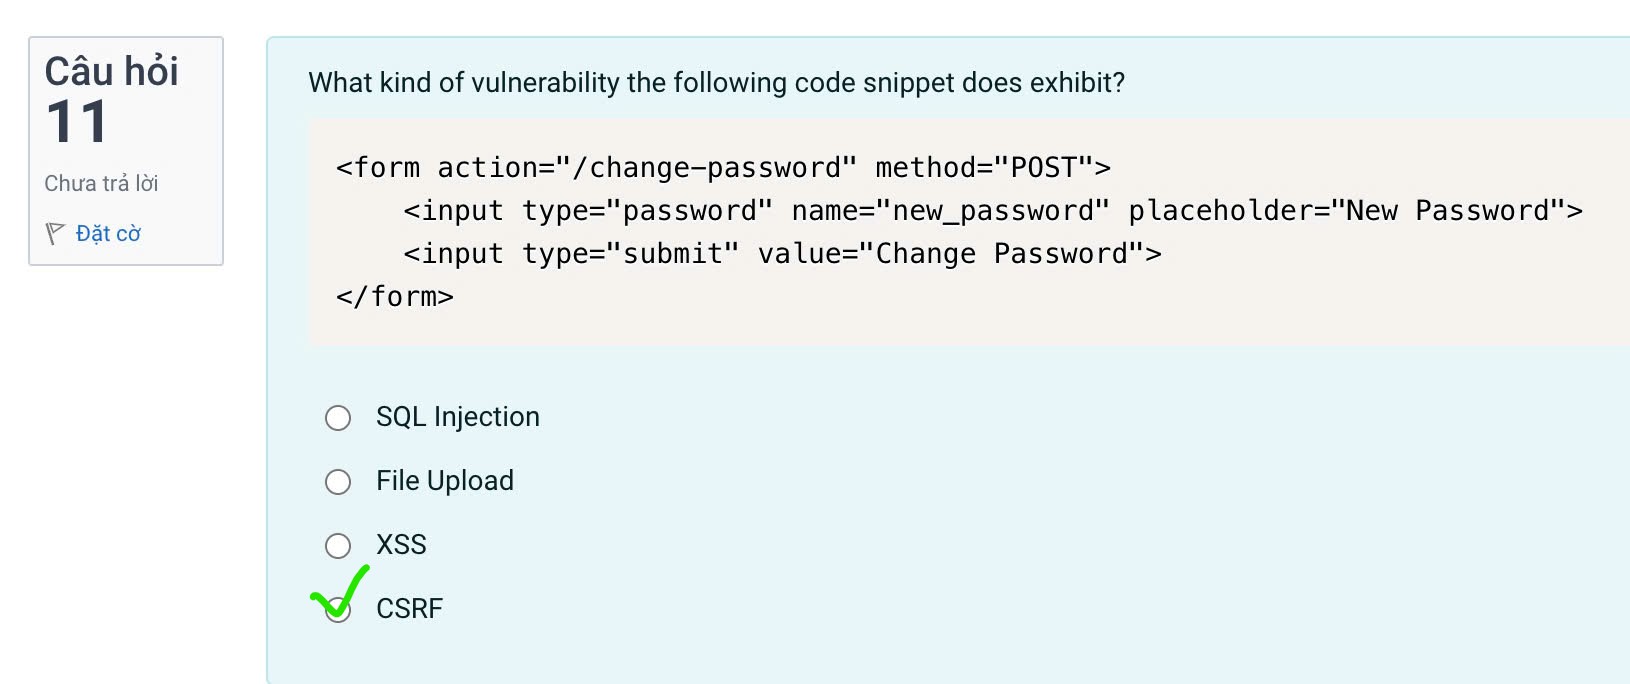 Câu hỏi
11
Chưa trả lời
Đặt cờ
What kind of vulnerability the following code snippet does exhibit?
<form action="/change-password" method="POST">
    <input type="password" name="new_password" placeholder="New Password">
    <input type="submit" value="Change Password">
</form>
SQL Injection
File Upload
XSS
CSRF